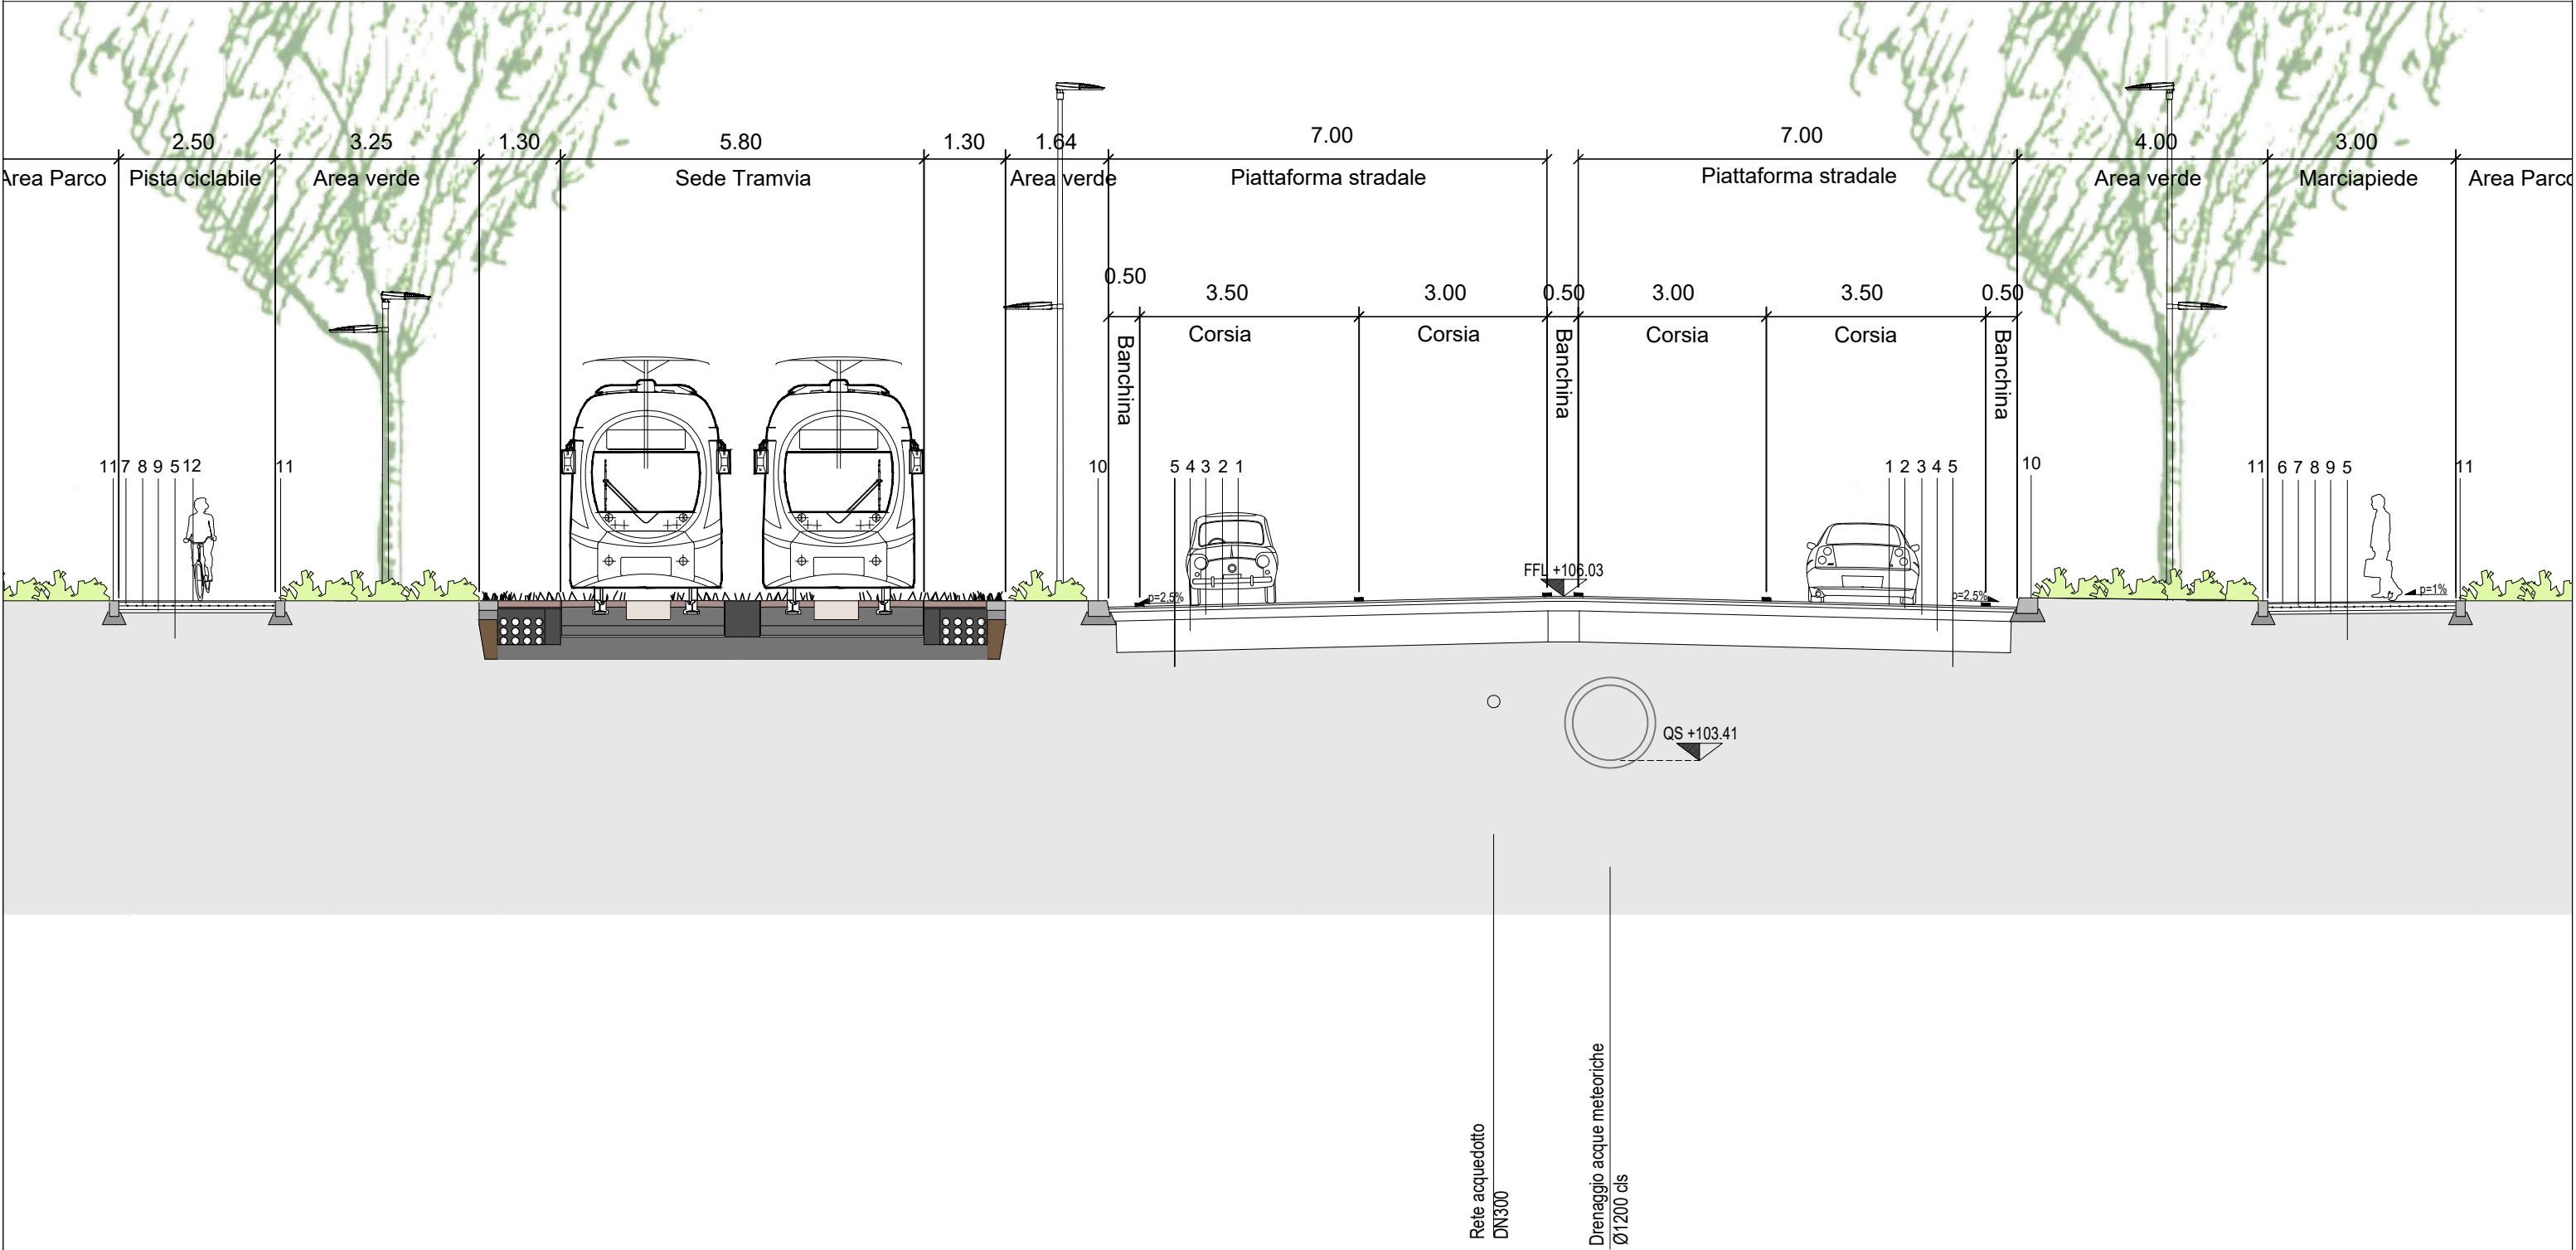 2.50 3.25 1.30 5.80 1.30 1.64 7.00 7.00 4.00 3.00
Area Parco Pista ciclabile Area verde Sede Tramvia Area verde Piattaforma stradale Piattaforma stradale Area verde Marciapiede Area Parco
0.50 3.50 3.00 0.50 3.00 3.50 0.50
Corsia Corsia Corsia Corsia
Banchina
Banchina
Banchina
11 7 8 9 5 12 11 10 5 4 3 2 1 1 2 3 4 5 10 11 6 7 8 9 5 11
FFL +106.03
p=2,5% p=2,5% p=1%
QS +103.41
Rete acquedotto
DN300
Drenaggio acque meteoriche
Ø1200 cls